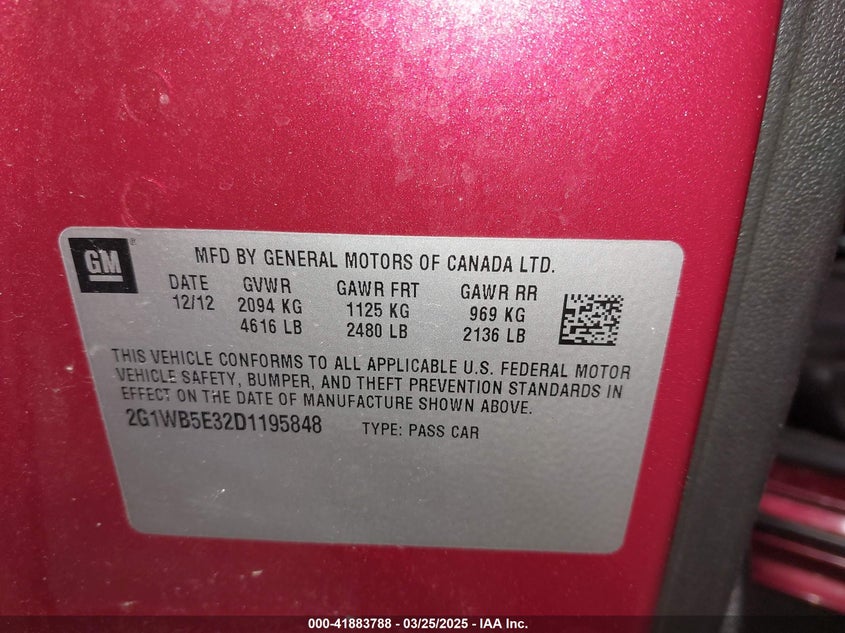 GM
MFD BY GENERAL MOTORS OF CANADA LTD.
DATE GVWR GAWR FRT GAWR RR
12/12 2094 KG 1125 KG 969 KG
4616 LB 2480 LB 2136 LB
THIS VEHICLE CONFORMS TO ALL APPLICABLE U.S. FEDERAL MOTOR
VEHICLE SAFETY, BUMPER, AND THEFT PREVENTION STANDARDS IN
EFFECT ON THE DATE OF MANUFACTURE SHOWN ABOVE.
2G1WB5E32D1195848 TYPE: PASS CAR
000-41883788 - 03/25/2025 - IAA Inc.